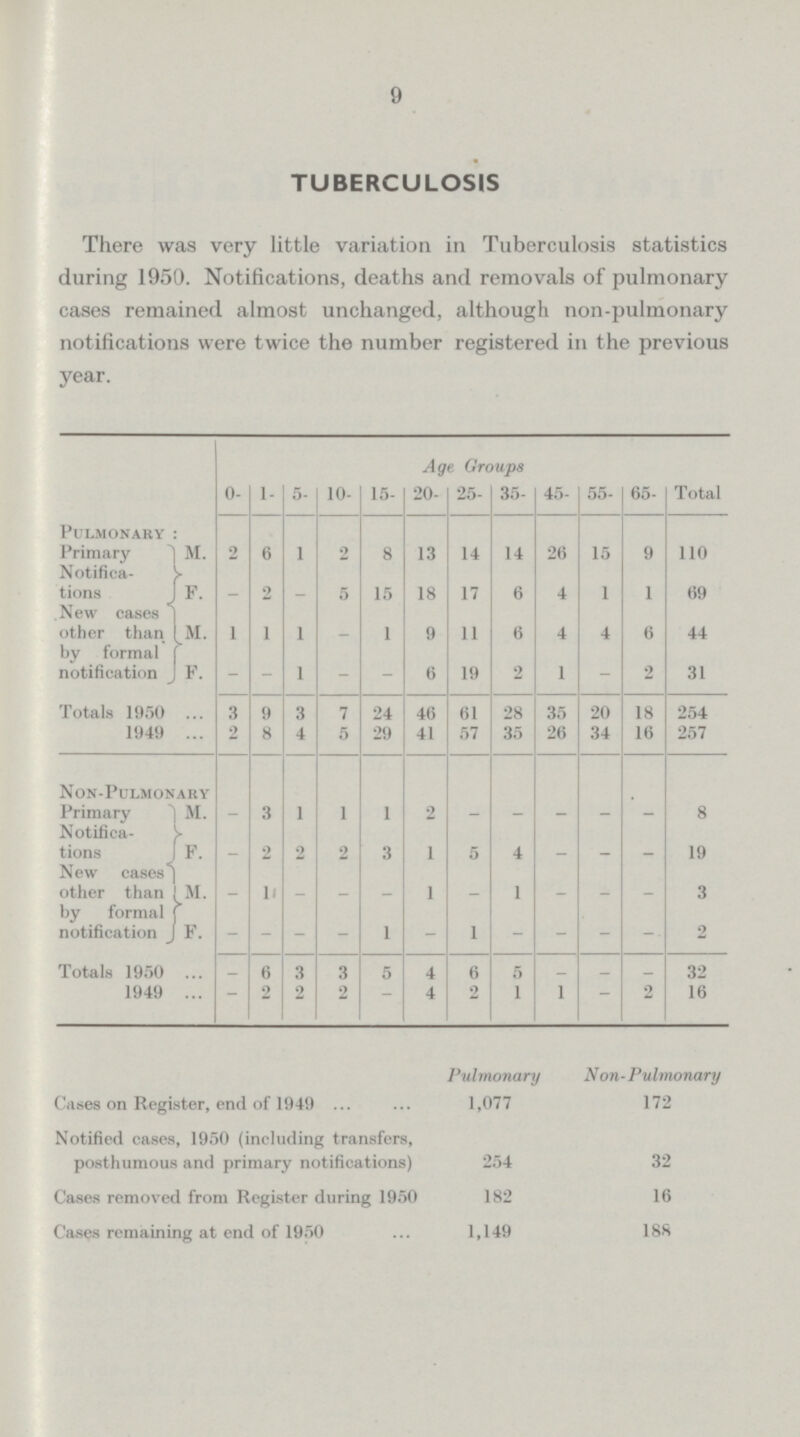 9
TUBERCULOSIS
There was very little variation in Tuberculosis statistics
during 1950. Notifications, deaths and removals of pulmonary
cases remained almost unchanged, although non-pulmonary
notifications were twice the number registered in the previous
year.
Age Groups
0- 1- 5- 10- 15- 20- 25- 35- 45- 55- 65- Total
PULMONARY :
Primary M. 2 6 1 2 8 13 14 14 26 15 9 110
Notifica-
tions F. – 2 – 5 15 18 17 6 4 1 1 69
New cases
other than M. 1 1 1 – 1 9 11 6 4 4 6 44
by formal
notification F. – – 1 – – 6 19 2 1 – 2 31
Totals 1950 ... 3 9 3 7 24 46 61 28 35 20 18 254
1949 ... 2 8 4 5 29 41 57 35 26 34 16 257
NON-PULMONARY
Primary M. – 3 1 1 1 2 – – – – – 8
Notifica-
tions F. – 2 2 2 3 1 5 4 – – – 19
New cases
other than M. – 1 – – – 1 – 1 – – – 3
by formal
notification F. – – – – 1 – 1 – – – – 2
Totals 1950 ... – 6 3 3 5 4 6 5 – – – 32
1949 ... – 2 2 2 – 4 2 1 1 – 2 16
Pulmonary Non-Pulmonary
Cases on Register, end of 1949 ... ... 1,077 172
Notified cases, 1950 (including transfers,
posthumous and primary notifications) 254 32
Cases removed from Register during 1950 182 16
Cases remaining at end of 1950 ... 1,149 188